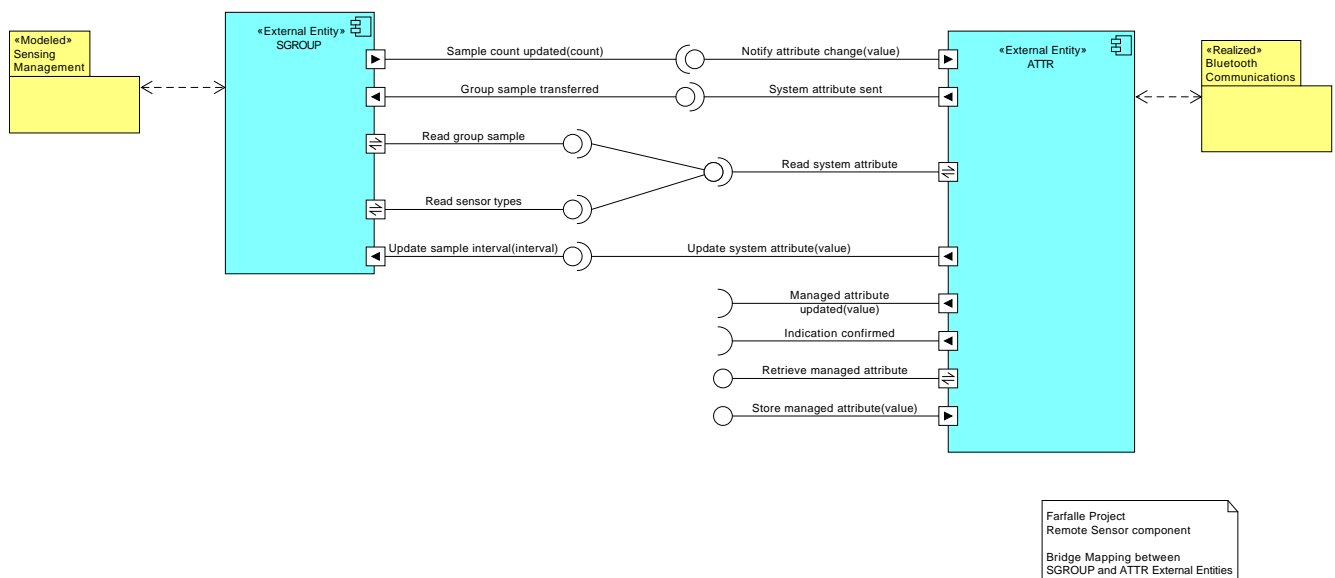 «Modeled»
Sensing
Management
«External Entity»
SGROUP
Sample count updated(count)
Notify attribute change(value)
«External Entity»
ATTR
«Realized»
Bluetooth
Communications
Group sample transferred
System attribute sent
Read group sample
Read system attribute
Read sensor types
Update sample interval(interval)
Update system attribute(value)
Managed attribute
updated(value)
Indication confirmed
Retrieve managed attribute
Store managed attribute(value)
Farfalle Project
Remote Sensor component
Bridge Mapping between
SGROUP and ATTR External Entities